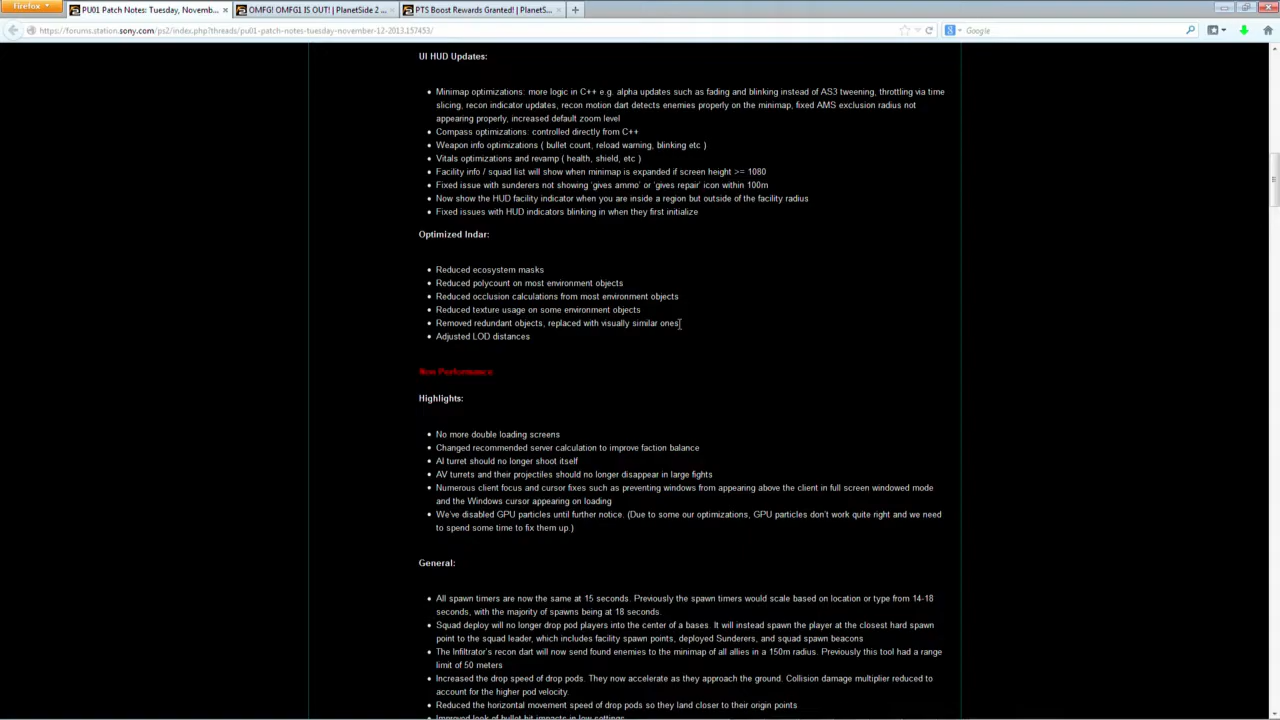 Firefox
PU01 Patch Notes: Tuesday, Novemb...
OMFG! OMFG1 IS OUT! | PlanetSide 2 ...
PTS Boost Rewards Granted! | PlanetS...
https://forums.station.sony.com/ps2/index.php?threads/pu01-patch-notes-tuesday-november-12-2013.157453/
Google
UI HUD Updates:
Minimap optimizations: more logic in C++ e.g. alpha updates such as fading and blinking instead of AS3 tweening, throttling via time
slicing, recon indicator updates, recon motion dart detects enemies properly on the minimap, fixed AMS exclusion radius not
appearing properly, increased default zoom level
Compass optimizations: controlled directly from C++
Weapon info optimizations ( bullet count, reload warning, blinking etc )
Vitals optimizations and revamp ( health, shield, etc )
Facility info / squad list will show when minimap is expanded if screen height >= 1080
Fixed issue with sunderers not showing 'gives ammo' or 'gives repair' icon within 100m
Now show the HUD facility indicator when you are inside a region but outside of the facility radius
Fixed issues with HUD indicators blinking in when they first initialize
Optimized Indar:
Reduced ecosystem masks
Reduced polycount on most environment objects
Reduced occlusion calculations from most environment objects
Reduced texture usage on some environment objects
Removed redundant objects, replaced with visually similar ones
Adjusted LOD distances
Non Performance
Highlights:
No more double loading screens
Changed recommended server calculation to improve faction balance
AI turret should no longer shoot itself
AV turrets and their projectiles should no longer disappear in large fights
Numerous client focus and cursor fixes such as preventing windows from appearing above the client in full screen windowed mode
and the Windows cursor appearing on loading
We've disabled GPU particles until further notice. (Due to some our optimizations, GPU particles don't work quite right and we need
to spend some time to fix them up.)
General:
All spawn timers are now the same at 15 seconds. Previously the spawn timers would scale based on location or type from 14-18
seconds, with the majority of spawns being at 18 seconds.
Squad deploy will no longer drop pod players into the center of a bases. It will instead spawn the player at the closest hard spawn
point to the squad leader, which includes facility spawn points, deployed Sunderers, and squad spawn beacons
The Infiltrator's recon dart will now send found enemies to the minimap of all allies in a 150m radius. Previously this tool had a range
limit of 50 meters
Increased the drop speed of drop pods. They now accelerate as they approach the ground. Collision damage multiplier reduced to
account for the higher pod velocity.
Reduced the horizontal movement speed of drop pods so they land closer to their origin points
Improved look of bullet hit impacts in low settings